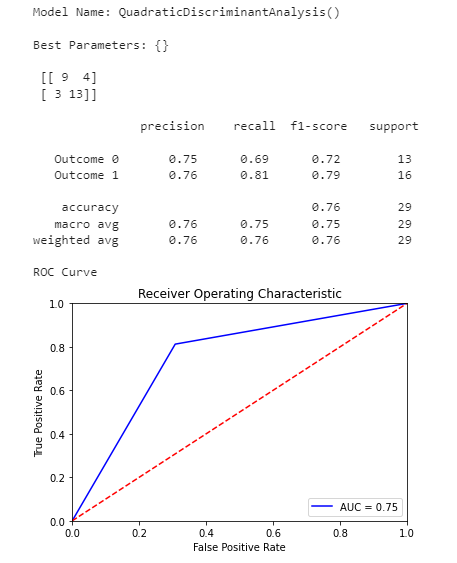 Model Name: QuadraticDiscriminantAnalysis()
Best Parameters: {}
[[ 9  4]
[ 3 13]]
precision    recall  f1-score   support
Outcome 0       0.75      0.69      0.72        13
Outcome 1       0.76      0.81      0.79        16
accuracy                           0.76        29
macro avg       0.76      0.75      0.75        29
weighted avg       0.76      0.76      0.76        29
ROC Curve
Receiver Operating Characteristic
1.0
0.8
0.6
0.4
0.2
0.0
True Positive Rate
AUC = 0.75
0.0 0.2 0.4 0.6 0.8 1.0
False Positive Rate